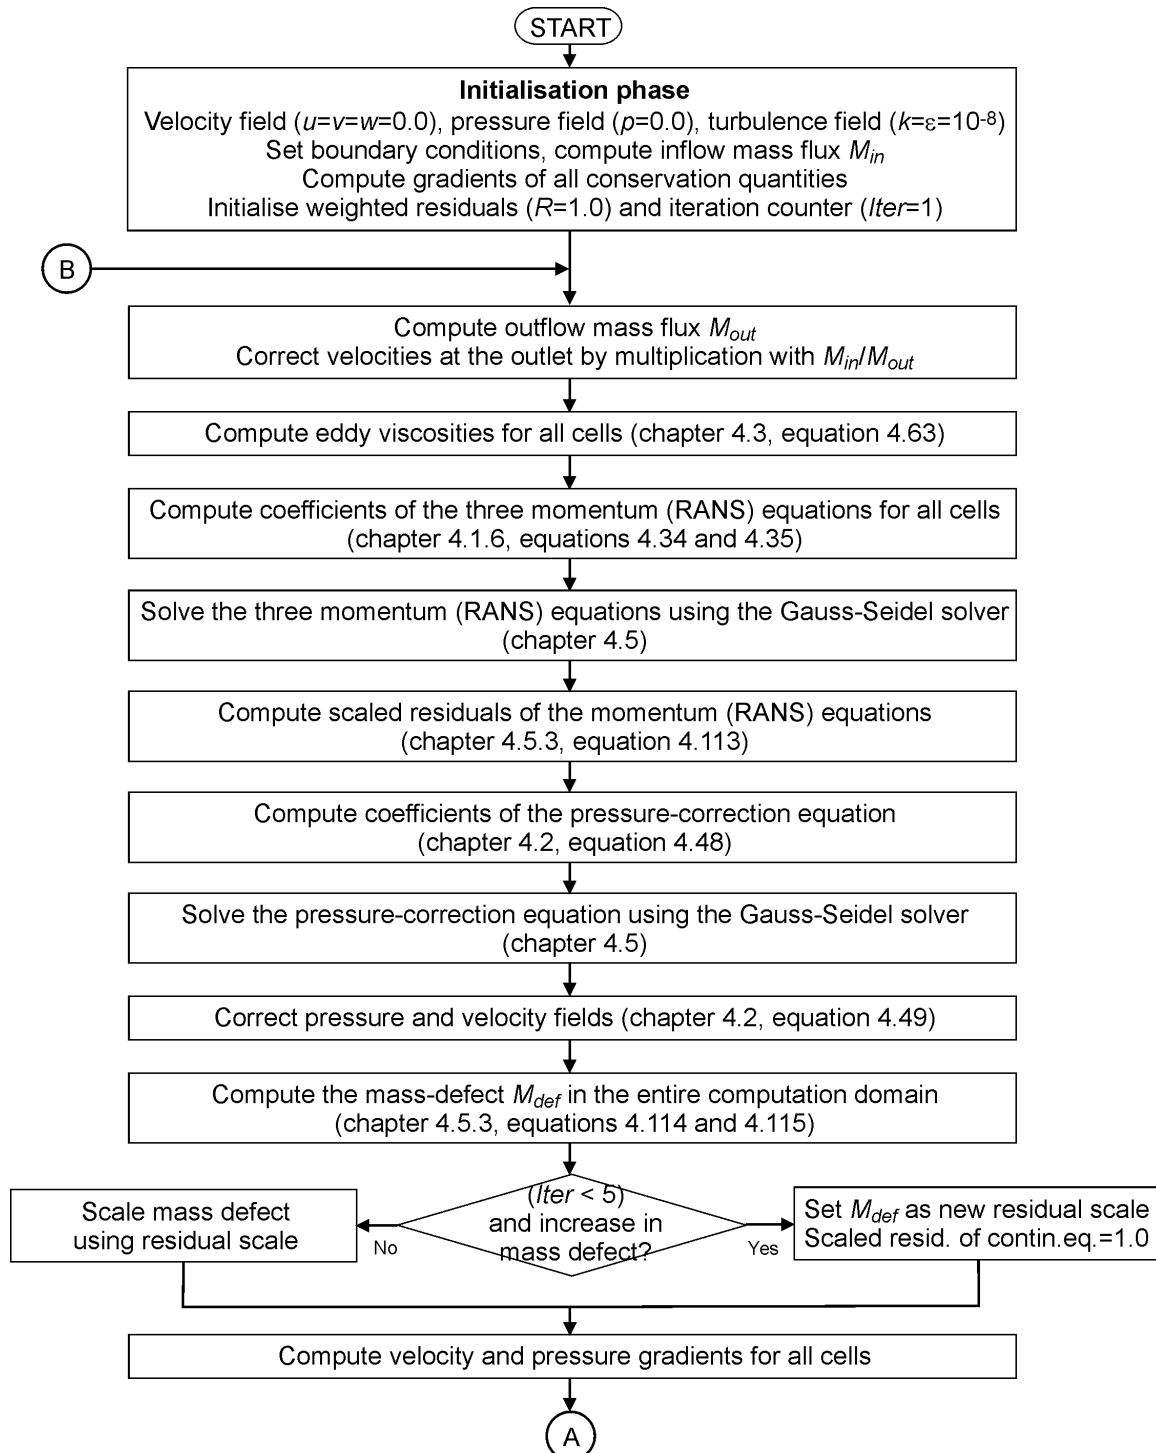 START
Initialisation phase
Velocity field (u=v=w=0.0), pressure field (p=0.0), turbulence field (k=ε=10⁻⁸)
Set boundary conditions, compute inflow mass flux Min
Compute gradients of all conservation quantities
Initialise weighted residuals (R=1.0) and iteration counter (Iter=1)
B
Compute outflow mass flux Mout
Correct velocities at the outlet by multiplication with Min/Mout
Compute eddy viscosities for all cells (chapter 4.3, equation 4.63)
Compute coefficients of the three momentum (RANS) equations for all cells
(chapter 4.1.6, equations 4.34 and 4.35)
Solve the three momentum (RANS) equations using the Gauss-Seidel solver
(chapter 4.5)
Compute scaled residuals of the momentum (RANS) equations
(chapter 4.5.3, equation 4.113)
Compute coefficients of the pressure-correction equation
(chapter 4.2, equation 4.48)
Solve the pressure-correction equation using the Gauss-Seidel solver
(chapter 4.5)
Correct pressure and velocity fields (chapter 4.2, equation 4.49)
Compute the mass-defect Mdef in the entire computation domain
(chapter 4.5.3, equations 4.114 and 4.115)
(Iter < 5)
and increase in
mass defect?
No
Yes
Scale mass defect
using residual scale
Set Mdef as new residual scale
Scaled resid. of contin.eq.=1.0
Compute velocity and pressure gradients for all cells
A